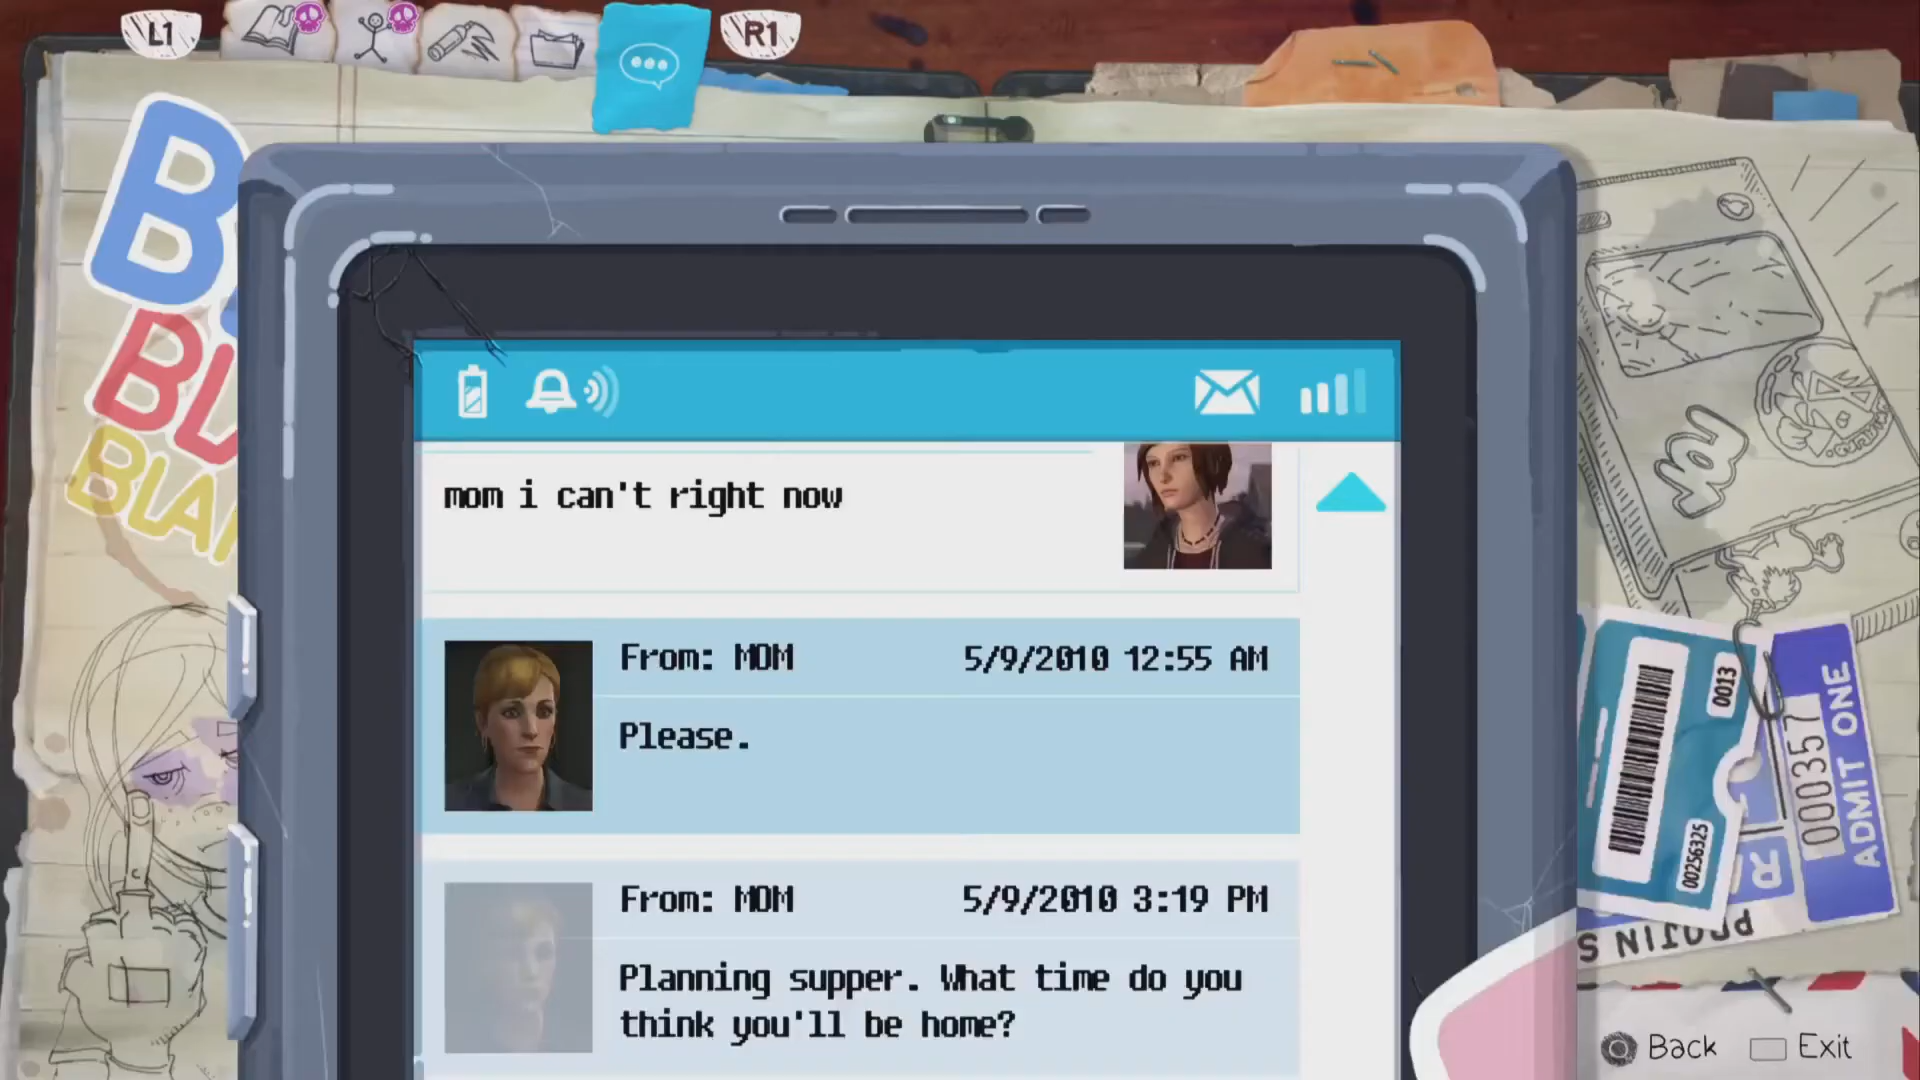 L1
R1
mom i can't right now
From: MOM
5/9/2010 12:55 AM
Please.
From: MOM
5/9/2010 3:19 PM
Planning supper. What time do you
think you'll be home?
0013
00256325
000357
ADMIT ONE
Back
Exit